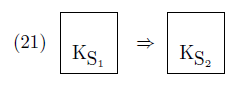 (21) K_{S_1} ⇒ K_{S_2}